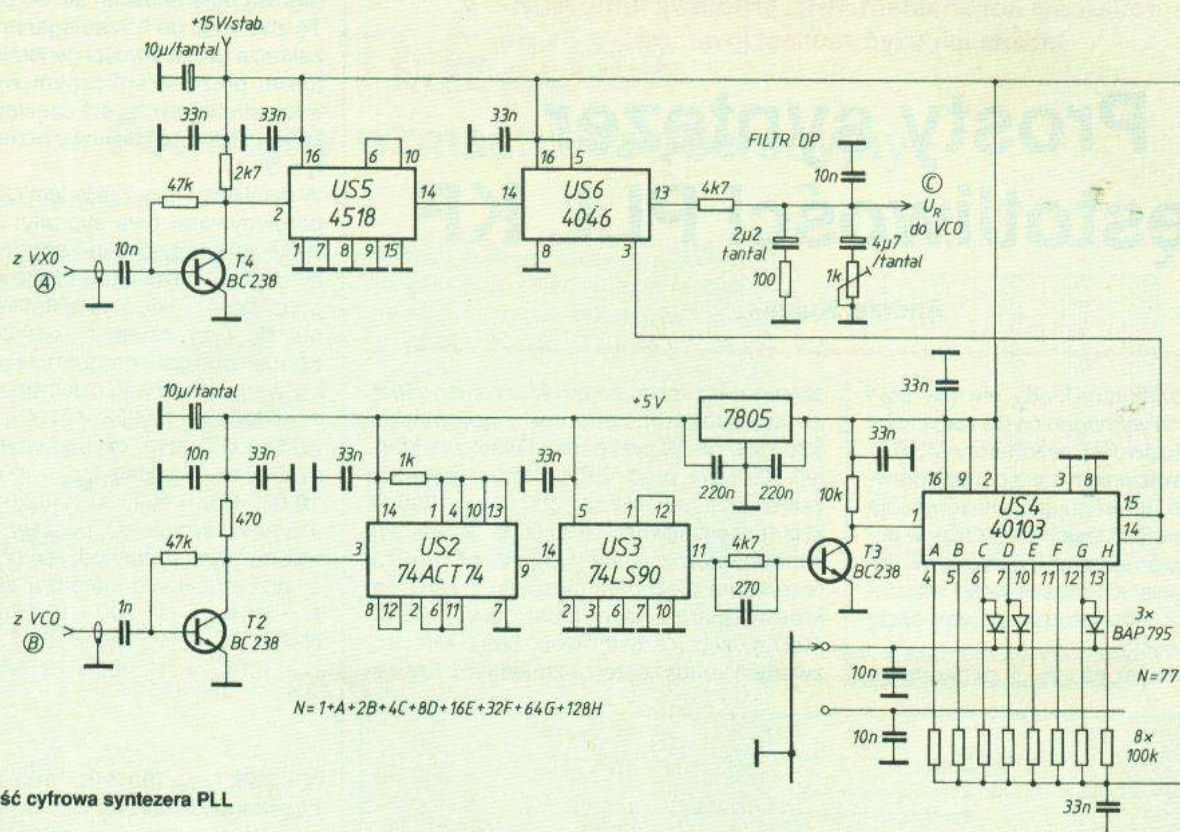 +15V/stab.
10µ/tantal
33n
33n
33n
FILTR DP
2k7
47k
16
6
10
US5
4518
2
14
1
7
8
9
15
16
5
14
US6
4046
13
8
3
4k7
10n
C
UR
do VCO
2µ2
tantal
100
4µ7
/tantal
1k
z VXO
A
10n
T4
BC238
10µ/tantal
+5V
7805
33n
33n
10n
33n
33n
1k
33n
220n
220n
10k
470
47k
14
1
4
10
13
3
US2
74ACT74
9
8
12
2
6
11
7
5
1
12
14
US3
74LS90
11
2
3
6
7
10
4k7
270
T3
BC238
16
9
2
3
8
1
US4
40103
15
14
A
B
C
D
E
F
G
H
4
5
6
7
10
11
12
13
z VCO
B
1n
T2
BC238
3×
BAP795
10n
N=77
10n
8×
100k
33n
N=1+A+2B+4C+8D+16E+32F+64G+128H
ść cyfrowa syntezera PLL